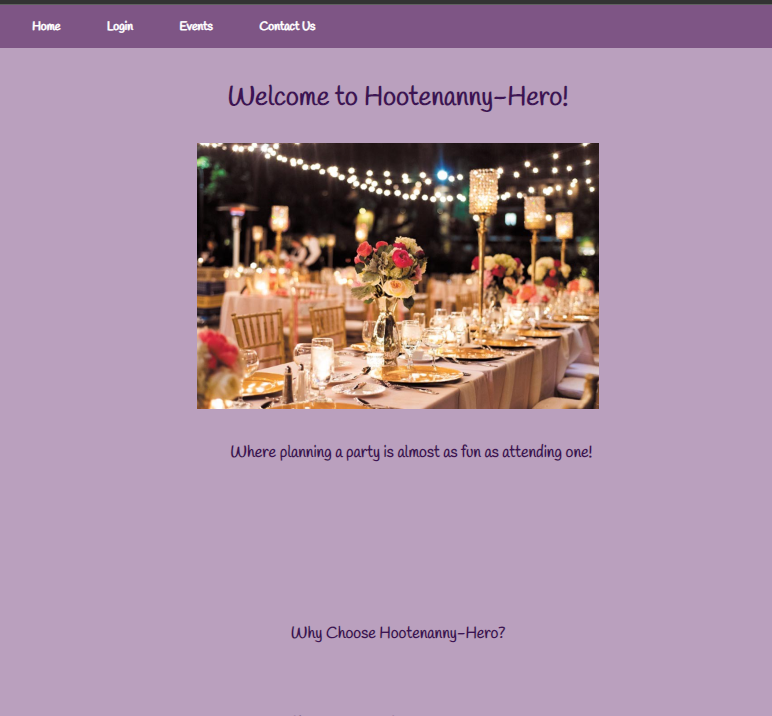 Home Login Events Contact Us
Welcome to Hootenanny-Hero!
Where planning a party is almost as fun as attending one!
Why Choose Hootenanny-Hero?